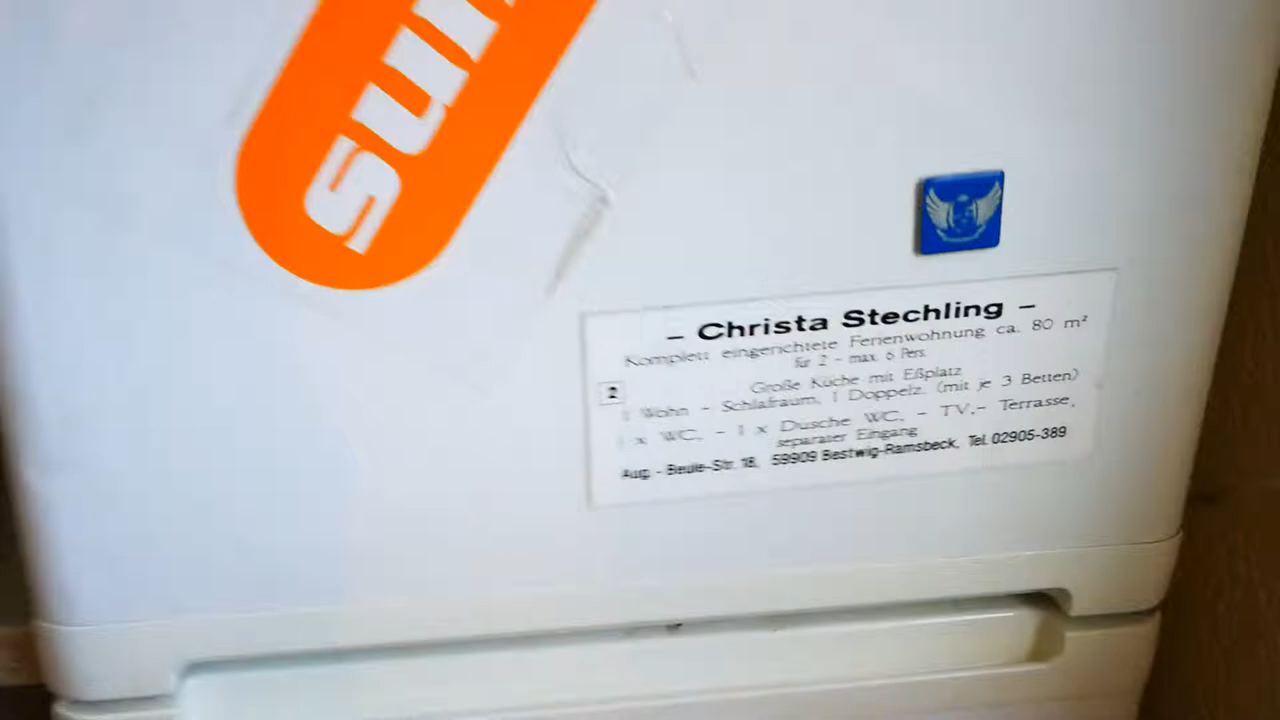 – Christa Stechling –
Komplett eingerichtete Ferienwohnung ca. 80 m²
für 2 – max. 6 Pers.
2
Große Küche mit Eßplatz
1 Wohn – Schlafraum, 1 Doppelz. (mit je 3 Betten)
1 x WC, – 1 x Dusche WC, – TV,– Terrasse,
separater Eingang
Aug. - Beule-Str. 18, 59909 Bestwig-Ramsbeck, Tel. 02905-389